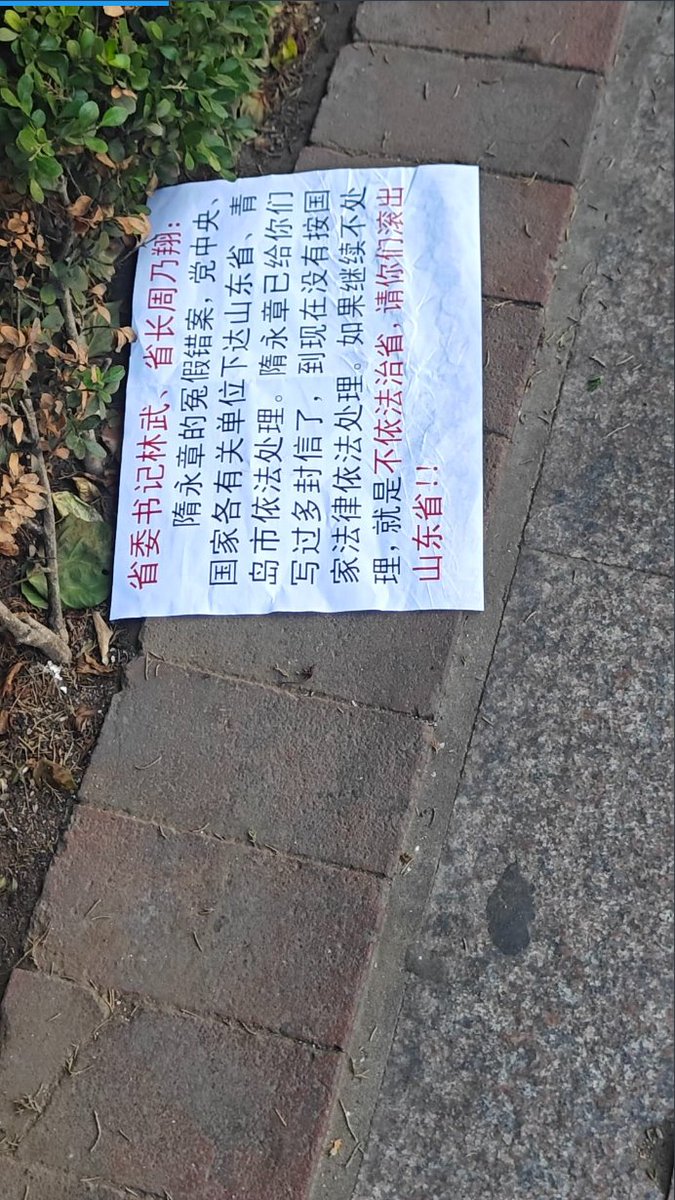 省委书记林武、省长周乃翔：
隋永章的冤假错案，党中央、
国家各有关单位下达山东省、青
岛市依法处理。隋永章已给你们
写过多封信了，到现在没有按国
家法律依法处理。如果继续不处
理，就是不依法治省，请你们滚出
山东省!!